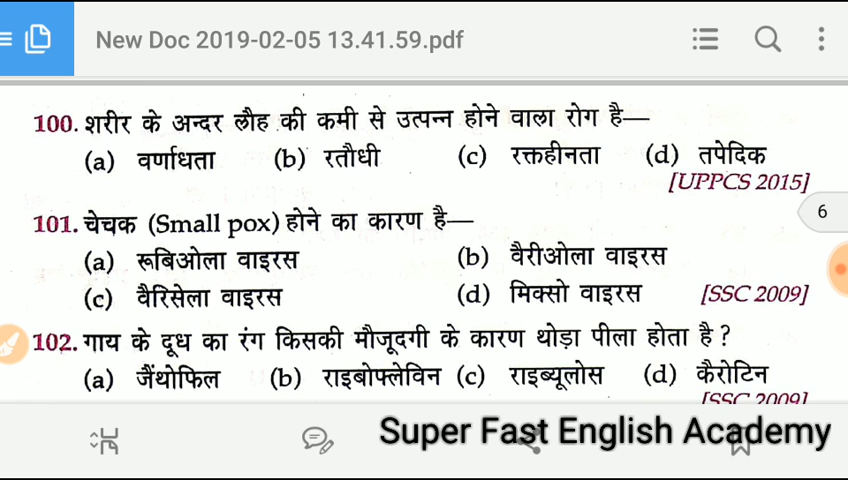 New Doc 2019-02-05 13.41.59.pdf
100. शरीर के अन्दर लौह की कमी से उत्पन्न होने वाला रोग है—
(a) वर्णाधता (b) रतौधी (c) रक्तहीनता (d) तपेदिक
[UPPCS 2015]
101. चेचक (Small pox) होने का कारण है—
6
(a) रूबिओला वाइरस (b) वैरीओला वाइरस
(c) वैरिसेला वाइरस (d) मिक्सो वाइरस [SSC 2009]
102. गाय के दूध का रंग किसकी मौजूदगी के कारण थोड़ा पीला होता है ?
(a) जैंथोफिल (b) राइबोफ्लेविन (c) राइब्यूलोस (d) कैरोटिन
[SSC 2009]
Super Fast English Academy